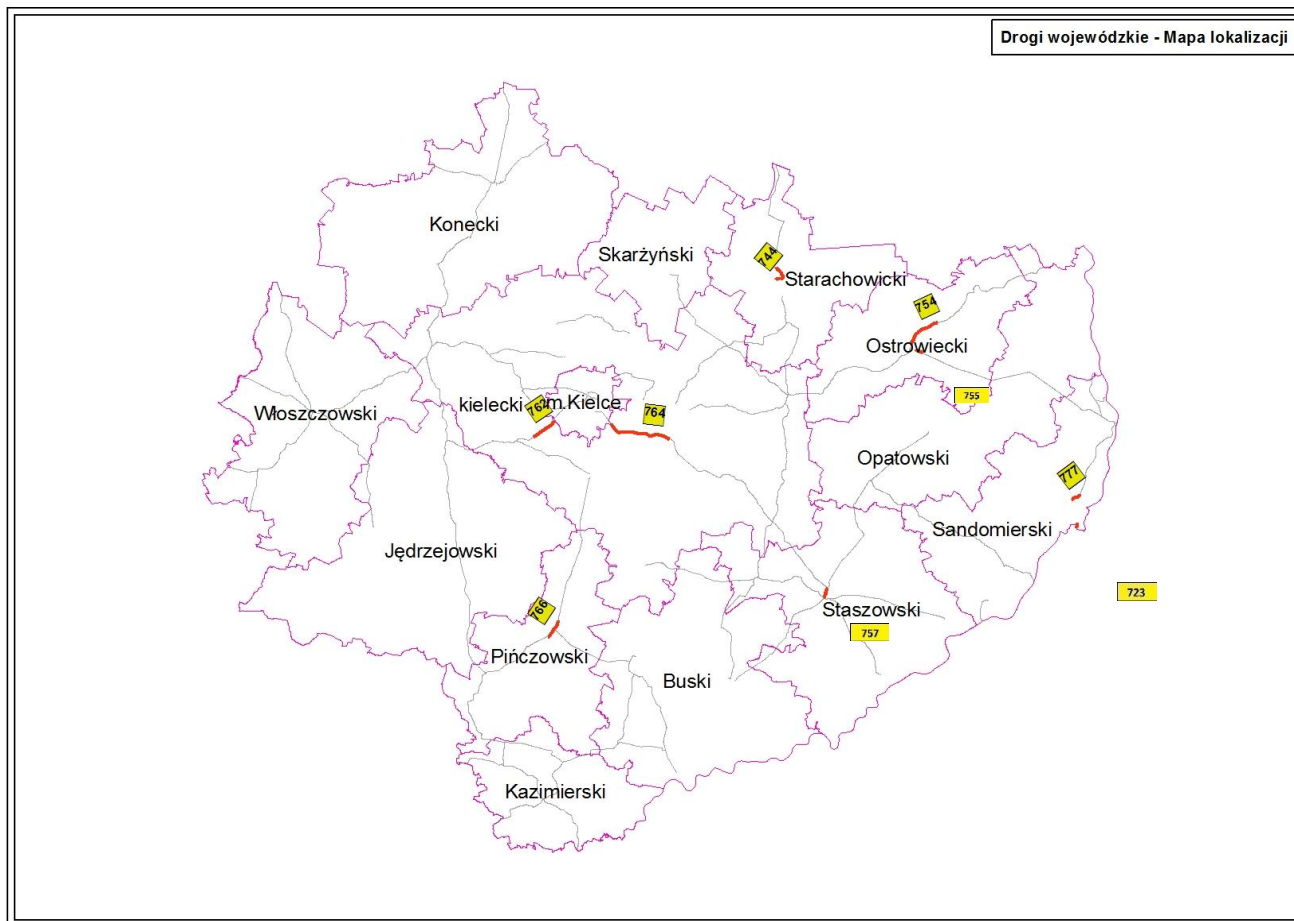 Drogi wojewódzkie - Mapa lokalizacji
Konecki
Skarżyński
744
Starachowicki
754
Ostrowiecki
755
Włoszczowski
kielecki
762
m.Kielce
764
Opatowski
777
Sandomierski
Jędrzejowski
723
766
Staszowski
757
Pińczowski
Buski
Kazimierski